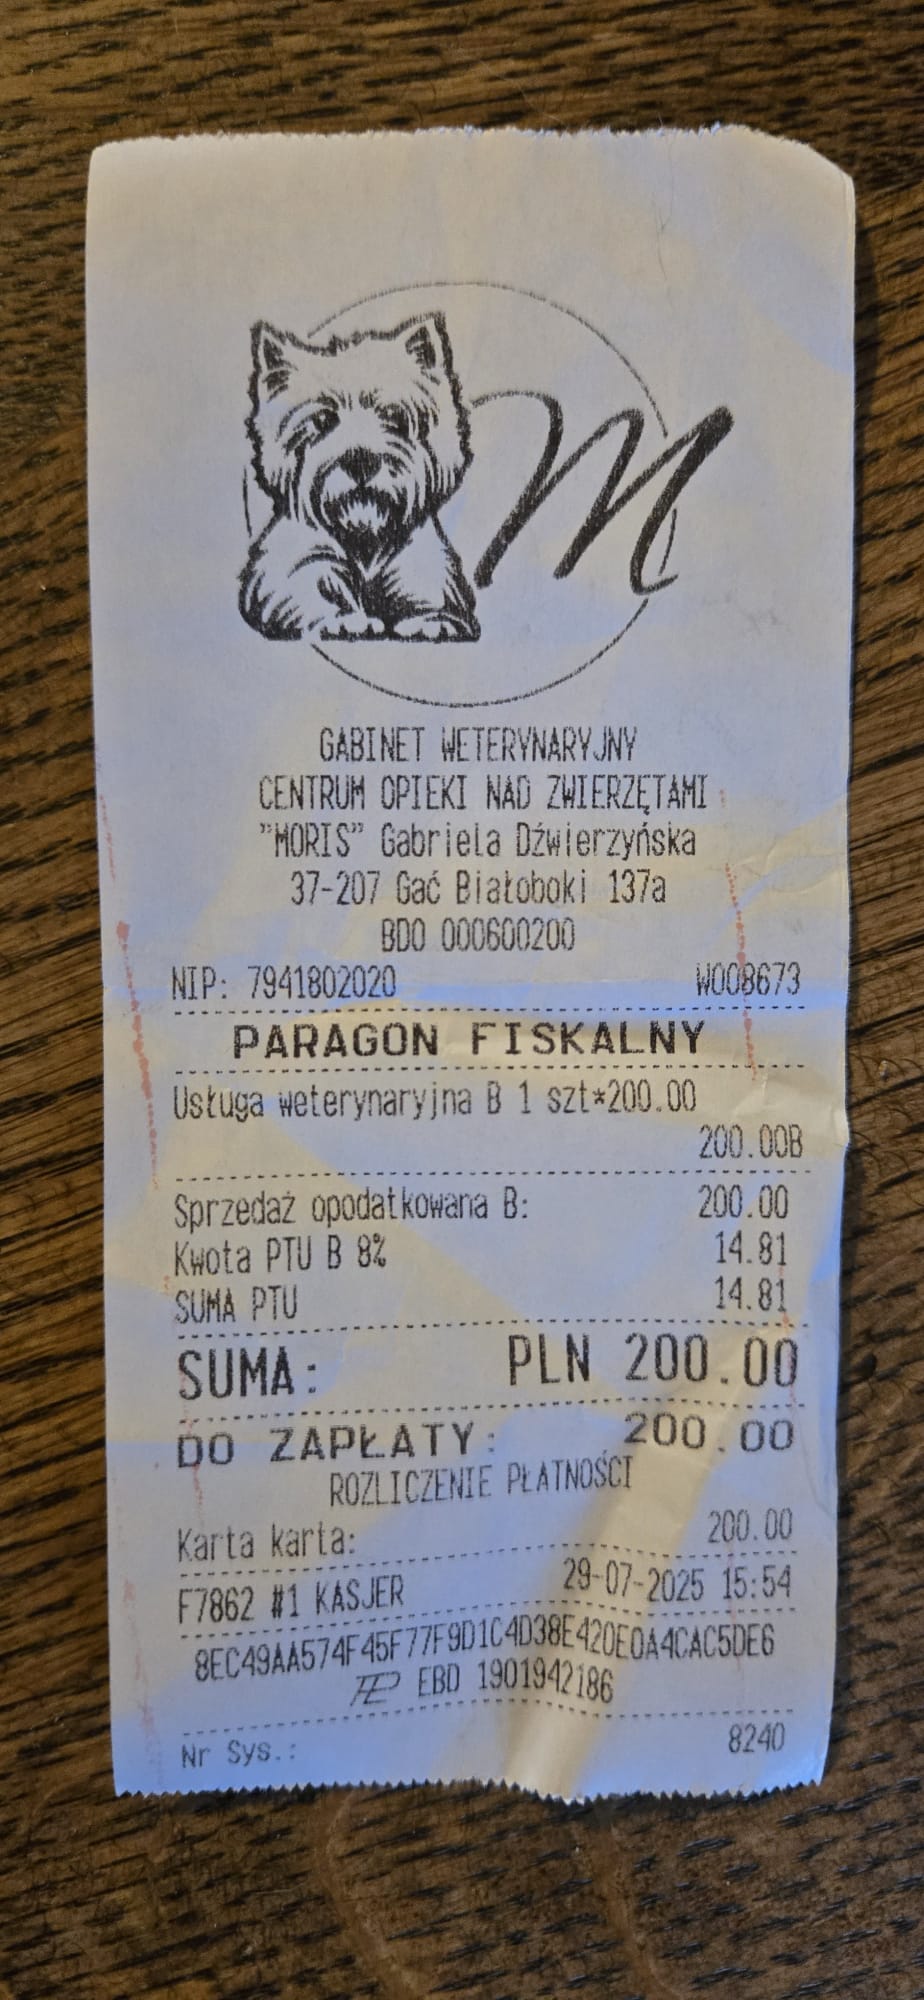 M
GABINET WETERYNARYJNY
CENTRUM OPIEKI NAD ZWIERZĘTAMI
"MORIS" Gabriela Dźwierzyńska
37-207 Gać Białoboki 137a
BDO 000600200
NIP: 7941802020 W008673
PARAGON FISKALNY
Usługa weterynaryjna B 1 szt*200.00
200.00B
Sprzedaż opodatkowana B: 200.00
Kwota PTU B 8% 14.81
SUMA PTU 14.81
SUMA: PLN 200.00
DO ZAPŁATY: 200.00
ROZLICZENIE PŁATNOŚCI
Karta karta: 200.00
F7862 #1 KASJER 29-07-2025 15:54
8EC49AA574F45F77F9D1C4D38E420E0A4CAC5DE6
EBD 1901942186
Nr Sys.: 8240